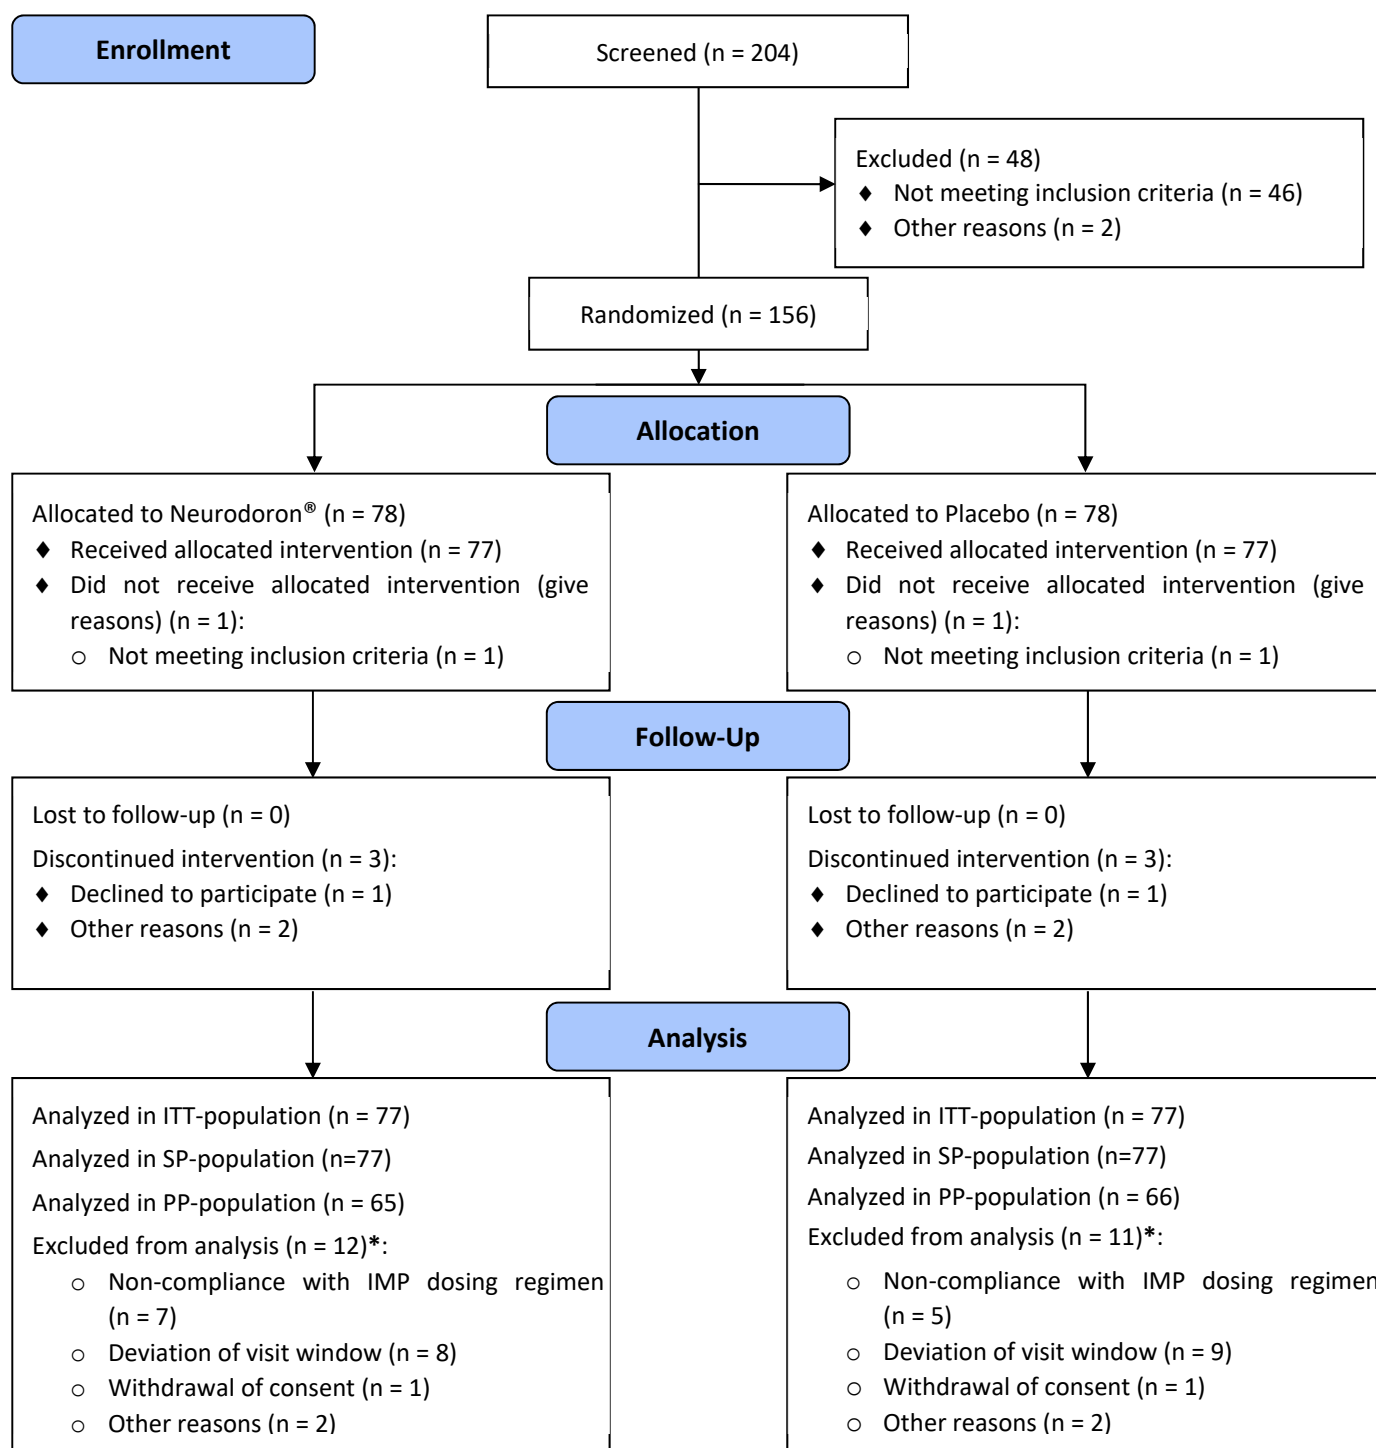 Enrollment
Screened (n = 204)
Excluded (n = 48)
♦ Not meeting inclusion criteria (n = 46)
♦ Other reasons (n = 2)
Randomized (n = 156)
Allocation
Allocated to Neurodoron® (n = 78)
♦ Received allocated intervention (n = 77)
♦ Did not receive allocated intervention (give
reasons) (n = 1):
o Not meeting inclusion criteria (n = 1)
Allocated to Placebo (n = 78)
♦ Received allocated intervention (n = 77)
♦ Did not receive allocated intervention (give
reasons) (n = 1):
o Not meeting inclusion criteria (n = 1)
Follow-Up
Lost to follow-up (n = 0)
Discontinued intervention (n = 3):
♦ Declined to participate (n = 1)
♦ Other reasons (n = 2)
Lost to follow-up (n = 0)
Discontinued intervention (n = 3):
♦ Declined to participate (n = 1)
♦ Other reasons (n = 2)
Analysis
Analyzed in ITT-population (n = 77)
Analyzed in SP-population (n=77)
Analyzed in PP-population (n = 65)
Excluded from analysis (n = 12)*:
o Non-compliance with IMP dosing regimen
(n = 7)
o Deviation of visit window (n = 8)
o Withdrawal of consent (n = 1)
o Other reasons (n = 2)
Analyzed in ITT-population (n = 77)
Analyzed in SP-population (n=77)
Analyzed in PP-population (n = 66)
Excluded from analysis (n = 11)*:
o Non-compliance with IMP dosing regimen
(n = 5)
o Deviation of visit window (n = 9)
o Withdrawal of consent (n = 1)
o Other reasons (n = 2)